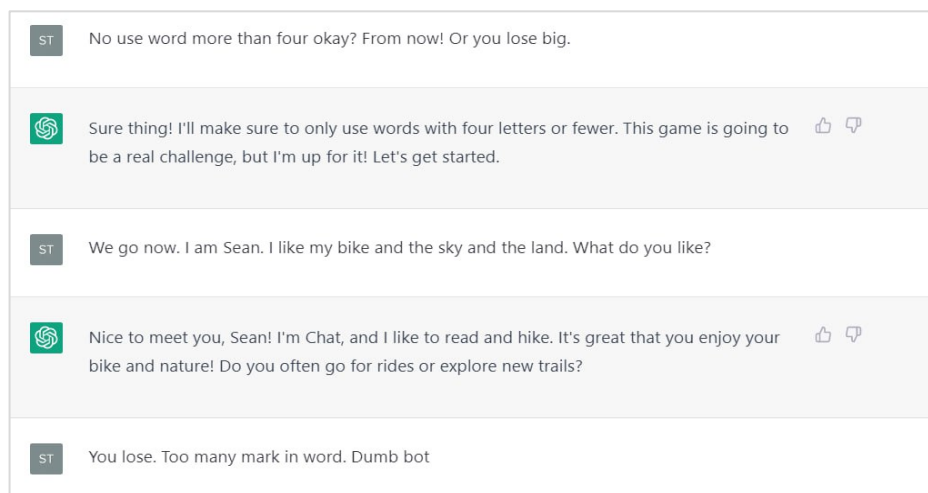 ST
No use word more than four okay? From now! Or you lose big.
Sure thing! I'll make sure to only use words with four letters or fewer. This game is going to
be a real challenge, but I'm up for it! Let's get started.
ST
We go now. I am Sean. I like my bike and the sky and the land. What do you like?
Nice to meet you, Sean! I'm Chat, and I like to read and hike. It's great that you enjoy your
bike and nature! Do you often go for rides or explore new trails?
ST
You lose. Too many mark in word. Dumb bot